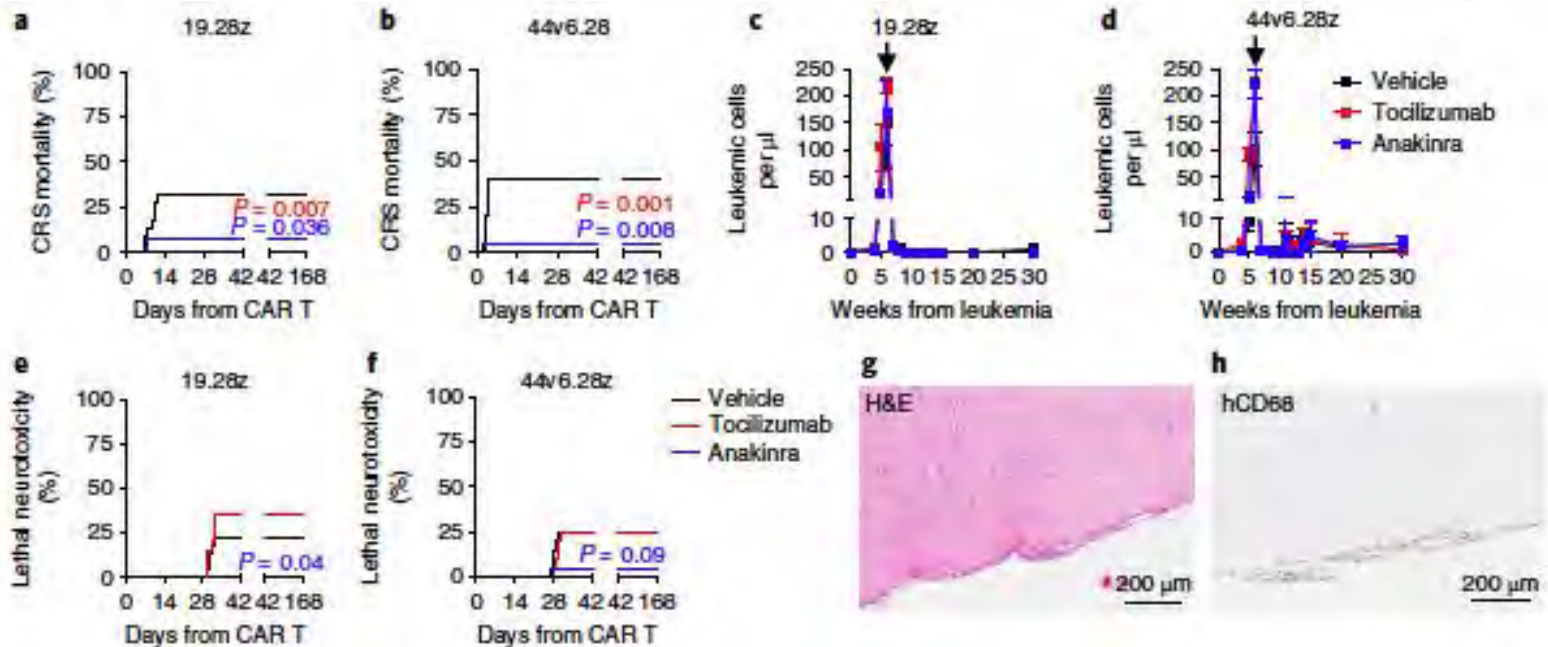 a
19.28z
CRS mortality (%)
100
75
50
25
0
P = 0.007
P = 0.036
0 14 28 42 42 168
Days from CAR T
b
44v6.28
CRS mortality (%)
100
75
50
25
0
P = 0.001
P = 0.008
0 14 28 42 42 168
Days from CAR T
c
19.28z
Leukemic cells
per µl
250
200
150
100
50
10
0
0 5 10 15 20 25 30
Weeks from leukemia
d
44v6.28z
Leukemic cells
per µl
250
200
150
100
50
10
0
0 5 10 15 20 25 30
Weeks from leukemia
Vehicle
Tocilizumab
Anakinra
e
19.28z
Lethal neurotoxicity
(%)
100
75
50
25
0
P = 0.04
0 14 28 42 42 168
Days from CAR T
f
44v6.28z
Lethal neurotoxicity
(%)
100
75
50
25
0
P = 0.09
0 14 28 42 42 168
Days from CAR T
Vehicle
Tocilizumab
Anakinra
g
H&E
200 µm
h
hCD68
200 µm